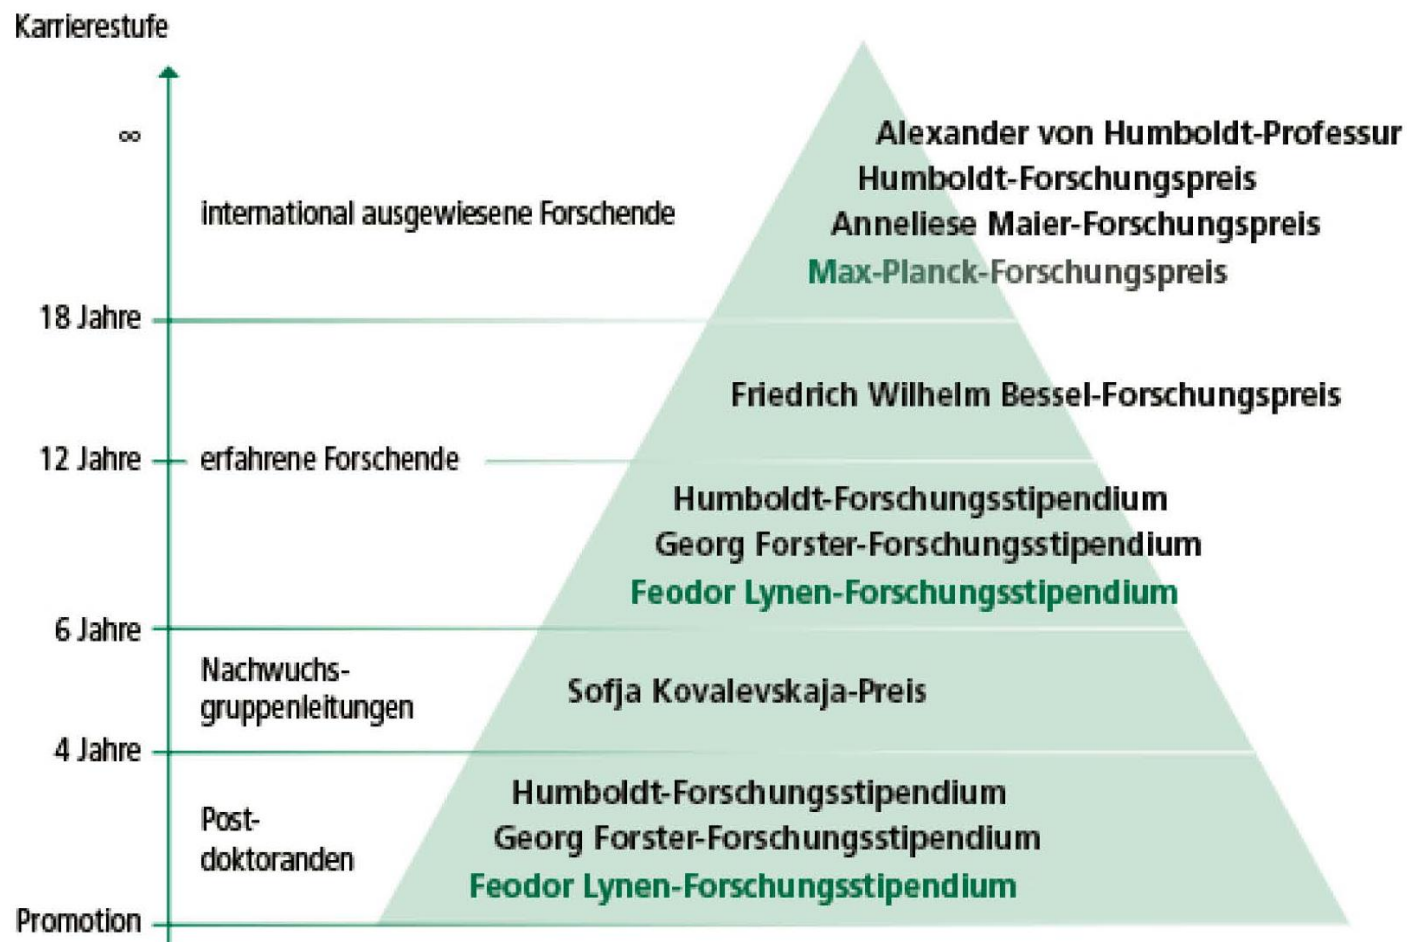 Karrierestufe
∞
Alexander von Humboldt-Professur
Humboldt-Forschungspreis
international ausgewiesene Forschende
Anneliese Maier-Forschungspreis
Max-Planck-Forschungspreis
18 Jahre
Friedrich Wilhelm Bessel-Forschungspreis
12 Jahre
erfahrene Forschende
Humboldt-Forschungsstipendium
Georg Forster-Forschungsstipendium
Feodor Lynen-Forschungsstipendium
6 Jahre
Nachwuchs-
gruppenleitungen
Sofja Kovalevskaja-Preis
4 Jahre
Humboldt-Forschungsstipendium
Post-
doktoranden
Georg Forster-Forschungsstipendium
Feodor Lynen-Forschungsstipendium
Promotion